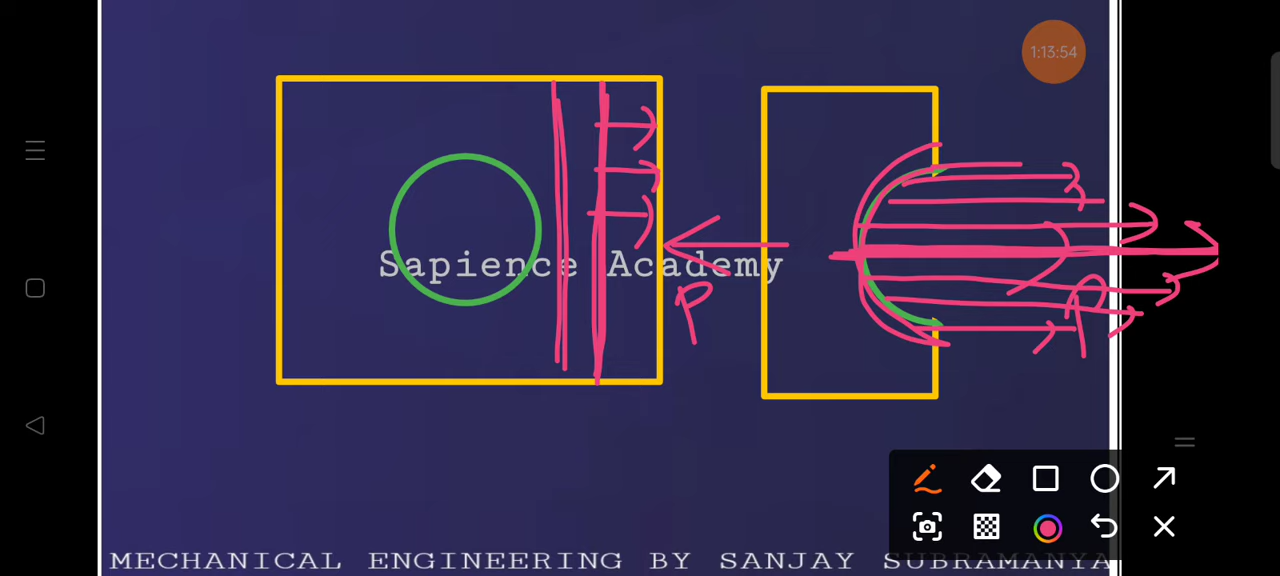 1:13:54
Sapience Academy
P
P
MECHANICAL ENGINEERING BY SANJAY SUBRAMANYA